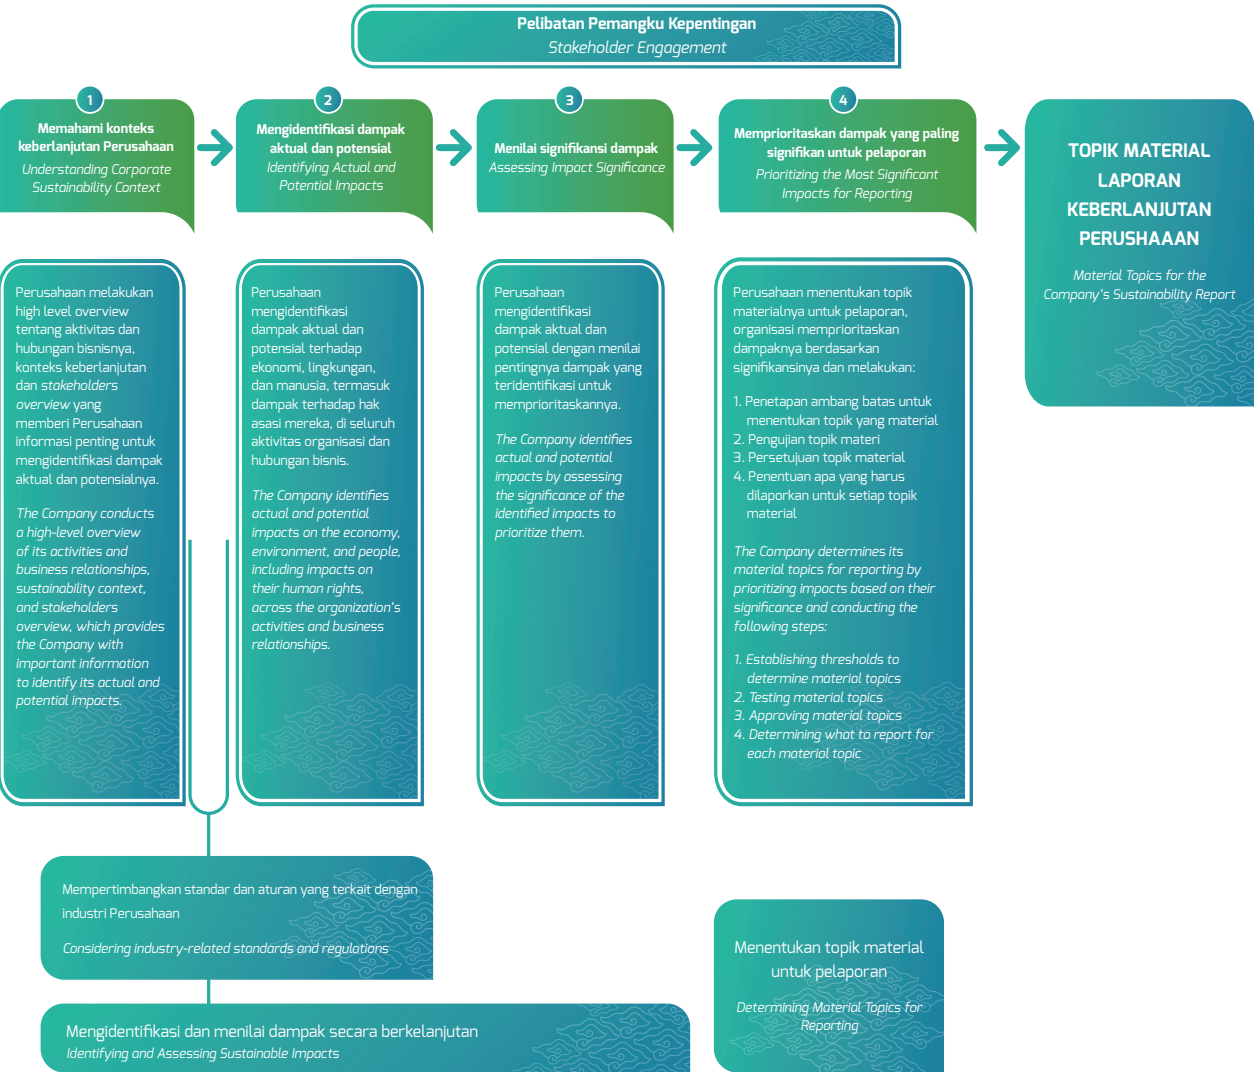 Pelibatan Pemangku Kepentingan
Stakeholder Engagement
1
Memahami konteks
keberlanjutan Perusahaan
Understanding Corporate
Sustainability Context
2
Mengidentifikasi dampak
aktual dan potensial
Identifying Actual and
Potential Impacts
3
Menilai signifikansi dampak
Assessing Impact Significance
4
Memprioritaskan dampak yang paling
signifikan untuk pelaporan
Prioritizing the Most Significant
Impacts for Reporting
TOPIK MATERIAL
LAPORAN
KEBERLANJUTAN
PERUSHAAAN
Material Topics for the
Company's Sustainability Report
Perusahaan melakukan
high level overview
tentang aktivitas dan
hubungan bisnisnya,
konteks keberlanjutan
dan stakeholders
overview yang
memberi Perusahaan
informasi penting untuk
mengidentifikasi dampak
aktual dan potensialnya.
The Company conducts
a high-level overview
of its activities and
business relationships,
sustainability context,
and stakeholders
overview, which provides
the Company with
important information
to identify its actual and
potential impacts.
Perusahaan
mengidentifikasi
dampak aktual dan
potensial terhadap
ekonomi, lingkungan,
dan manusia, termasuk
dampak terhadap hak
asasi mereka, di seluruh
aktivitas organisasi dan
hubungan bisnis.
The Company identifies
actual and potential
impacts on the economy,
environment, and people,
including impacts on
their human rights,
across the organization's
activities and business
relationships.
Perusahaan
mengidentifikasi
dampak aktual dan
potensial dengan menilai
pentingnya dampak yang
teridentifikasi untuk
memprioritaskannya.
The Company identifies
actual and potential
impacts by assessing
the significance of the
identified impacts to
prioritize them.
Perusahaan menentukan topik
materialnya untuk pelaporan,
organisasi memprioritaskan
dampaknya berdasarkan
signifikansinya dan melakukan:
1. Penetapan ambang batas untuk
menentukan topik yang material
2. Pengujian topik materi
3. Persetujuan topik material
4. Penentuan apa yang harus
dilaporkan untuk setiap topik
material
The Company determines its
material topics for reporting by
prioritizing impacts based on their
significance and conducting the
following steps:
1. Establishing thresholds to
determine material topics
2. Testing material topics
3. Approving material topics
4. Determining what to report for
each material topic
Mempertimbangkan standar dan aturan yang terkait dengan
industri Perusahaan
Considering industry-related standards and regulations
Mengidentifikasi dan menilai dampak secara berkelanjutan
Identifying and Assessing Sustainable Impacts
Menentukan topik material
untuk pelaporan
Determining Material Topics for
Reporting